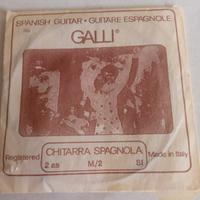 SPANISH GUITAR • GUITARE ESPAGNOLE
GALLI®
Registered
CHITARRA SPAGNOLA
Made in Italy
2 as M/2 SI